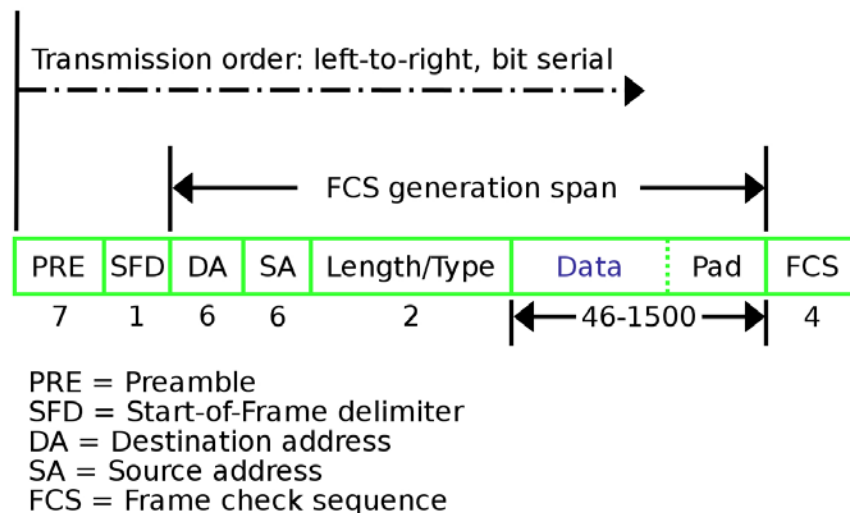 Transmission order: left-to-right, bit serial
FCS generation span
PRE SFD DA SA Length/Type Data Pad FCS
7 1 6 6 2 46-1500 4
PRE = Preamble
SFD = Start-of-Frame delimiter
DA = Destination address
SA = Source address
FCS = Frame check sequence